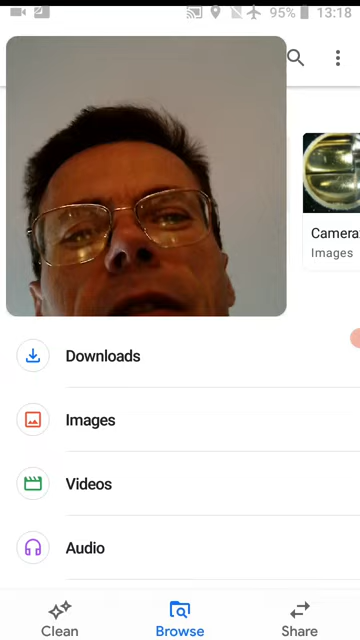 95% 13:18
Camera
Images
Downloads
Images
Videos
Audio
Clean
Browse
Share